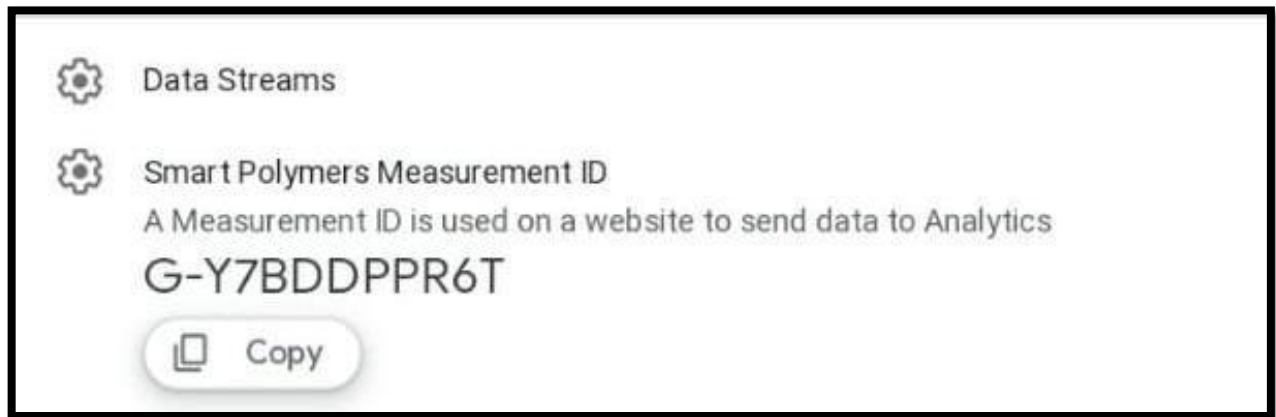 Data Streams
Smart Polymers Measurement ID
A Measurement ID is used on a website to send data to Analytics
G-Y7BDDPPR6T
Copy